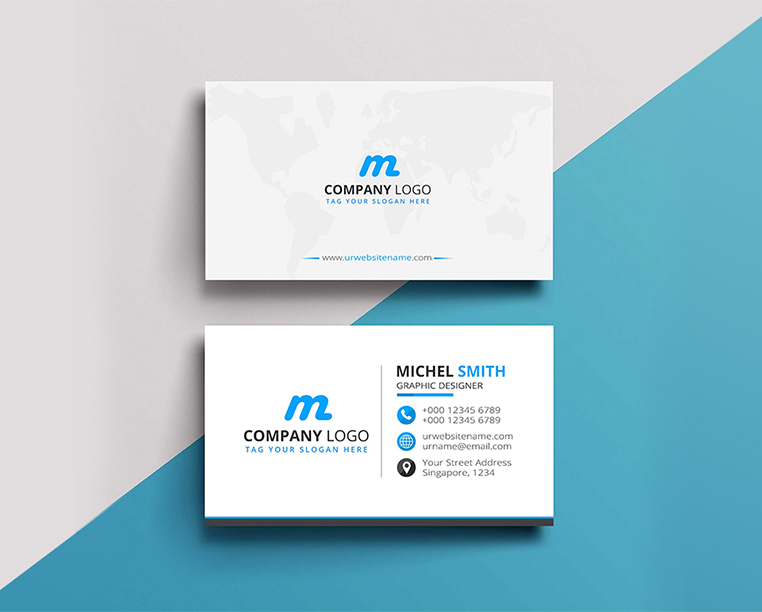 m
COMPANY LOGO
TAG YOUR SLOGAN HERE
www.urwebsitename.com
m
COMPANY LOGO
TAG YOUR SLOGAN HERE
MICHEL SMITH
GRAPHIC DESIGNER
+000 12345 6789
+000 12345 6789
urwebsitename.com
urname@email.com
Your Street Address
Singapore, 1234